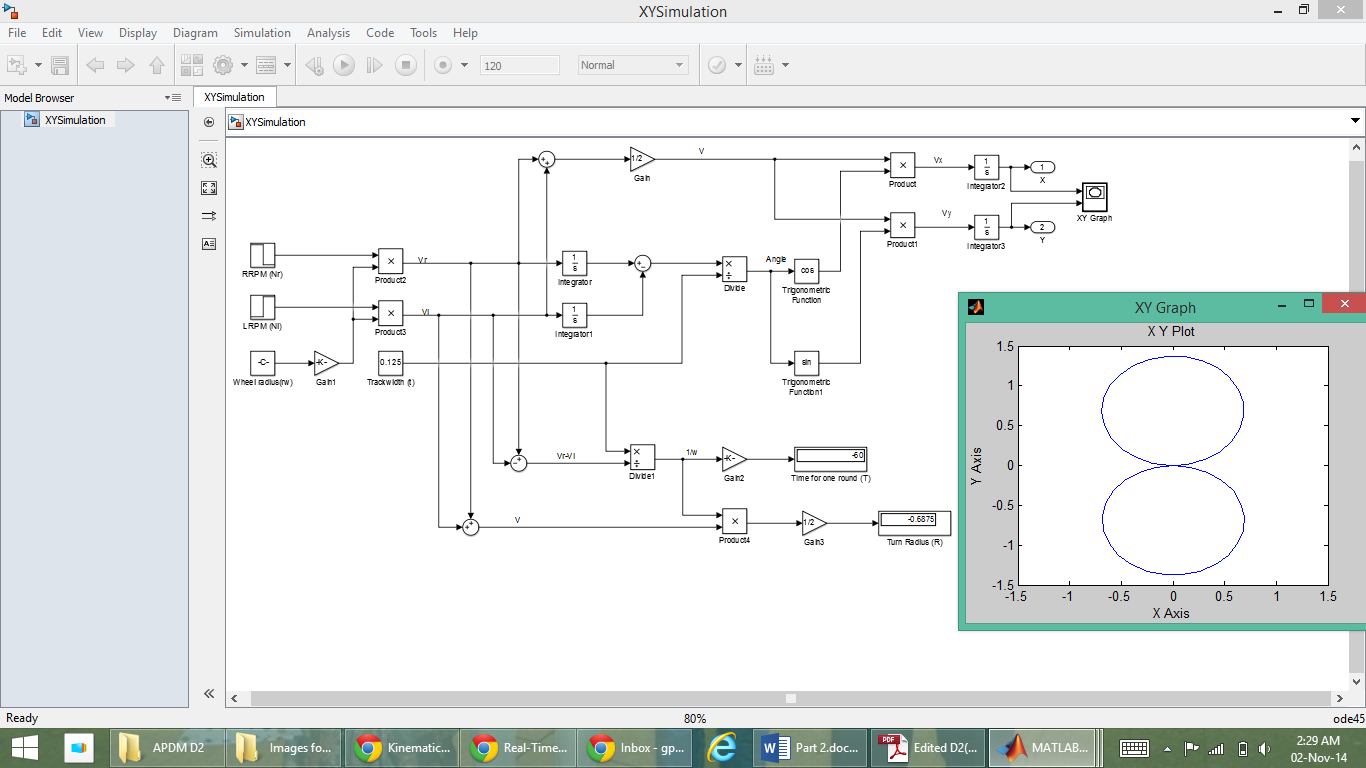 XYSimulation
File Edit View Display Diagram Simulation Analysis Code Tools Help
120
Normal
Model Browser
XYSimulation
XYSimulation
XYSimulation
1/2
Gain
V
×
Product
Vx
1
s
Integrator2
1
X
×
Product1
Vy
1
s
Integrator3
2
Y
XY Graph
RRPM (Nr)
×
Product2
Vr
1
s
Integrator
×
÷
Divide
Angle
cos
Trigonometric
Function
LRPM (Nl)
×
Product3
Vl
1
s
Integrator1
-C-
Wheel radius(rw)
-K-
Gain1
0.125
Trackwidth (t)
sin
Trigonometric
Function1
Vr-Vl
×
÷
Divide1
1/w
-K-
Gain2
-60
Time for one round (T)
V
×
Product4
1/2
Gain3
-0.6875
Turn Radius (R)
XY Graph
X Y Plot
1.5
1
0.5
0
-0.5
-1
-1.5
Y Axis
-1.5 -1 -0.5 0 0.5 1 1.5
X Axis
Ready
80%
ode45
APDM D2
Images fo...
Kinematic...
Real-Time...
Inbox - gp...
Part 2.doc...
PDF
Edited D2(...
MATLAB...
2:29 AM
02-Nov-14